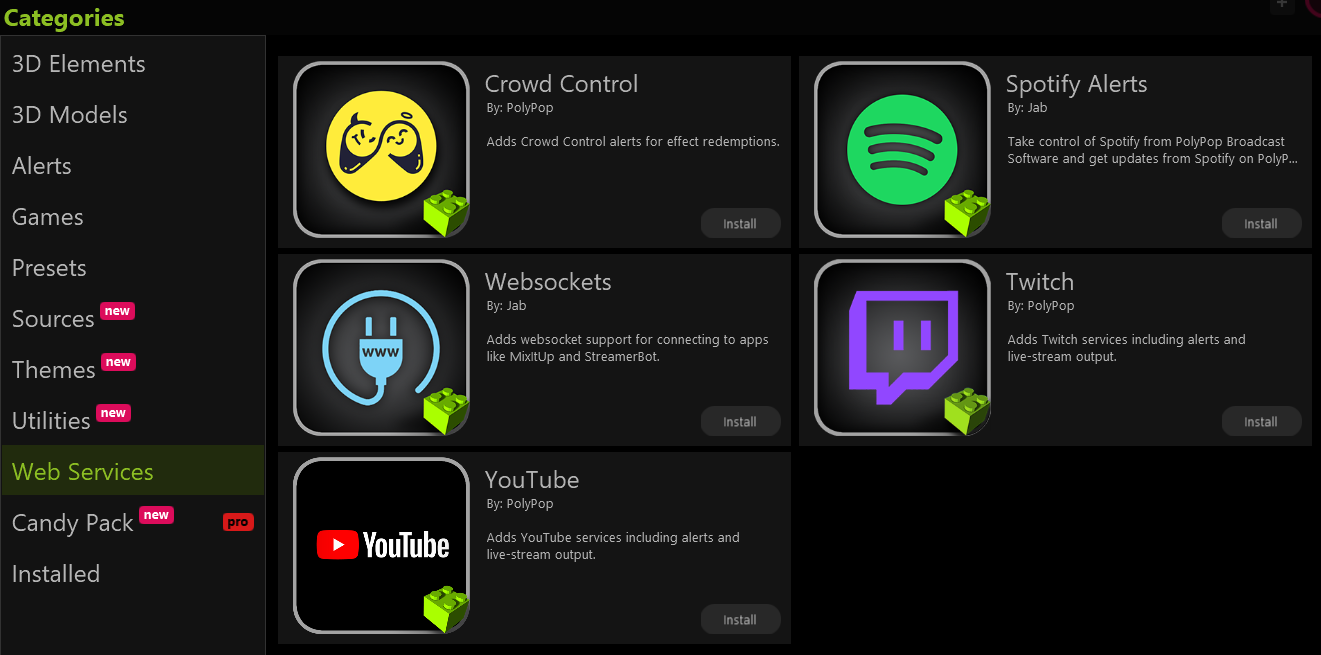 Categories
3D Elements
3D Models
Alerts
Games
Presets
Sources new
Themes new
Utilities new
Web Services
Candy Pack new pro
Installed
Crowd Control
By: PolyPop
Adds Crowd Control alerts for effect redemptions.
Install
Spotify Alerts
By: Jab
Take control of Spotify from PolyPop Broadcast
Software and get updates from Spotify on PolyP...
Install
www
Websockets
By: Jab
Adds websocket support for connecting to apps
like MixItUp and StreamerBot.
Install
Twitch
By: PolyPop
Adds Twitch services including alerts and
live-stream output.
Install
YouTube
YouTube
By: PolyPop
Adds YouTube services including alerts and
live-stream output.
Install